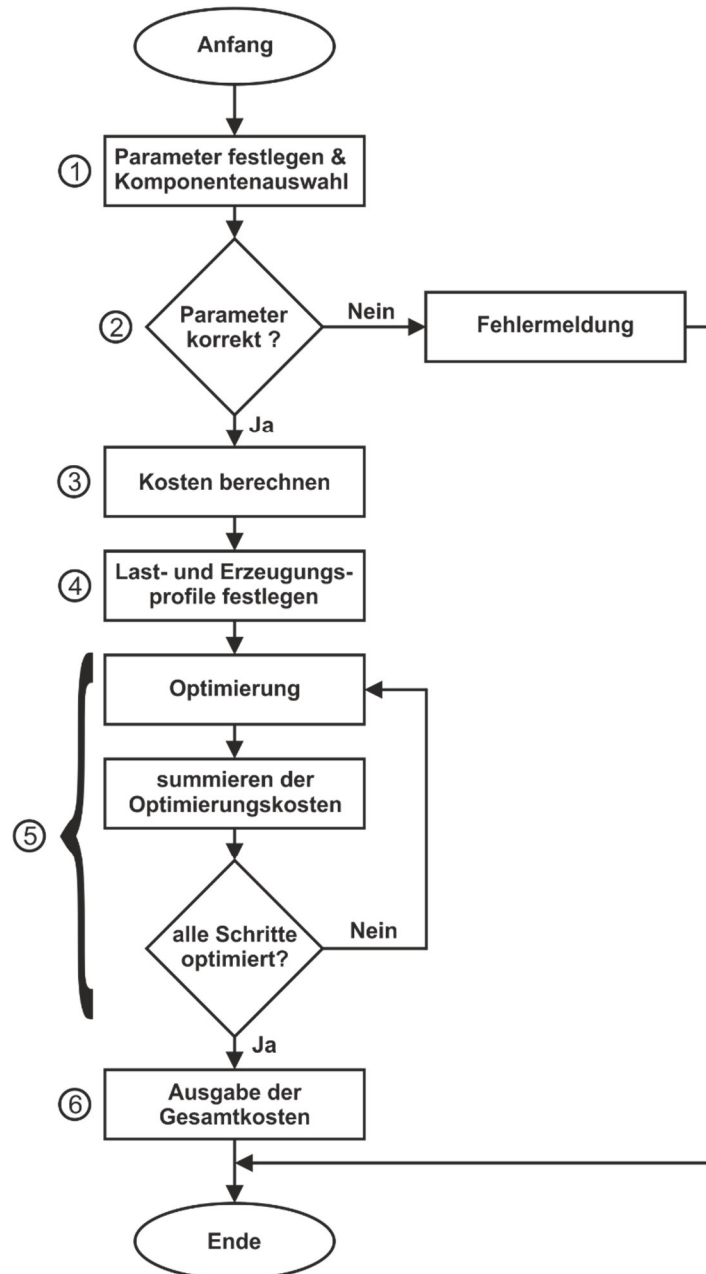 Anfang
① Parameter festlegen &
Komponentenauswahl
② Parameter
korrekt ?
Nein
Fehlermeldung
Ja
③ Kosten berechnen
④ Last- und Erzeugungs-
profile festlegen
⑤
Optimierung
summieren der
Optimierungskosten
alle Schritte
optimiert?
Nein
Ja
⑥ Ausgabe der
Gesamtkosten
Ende